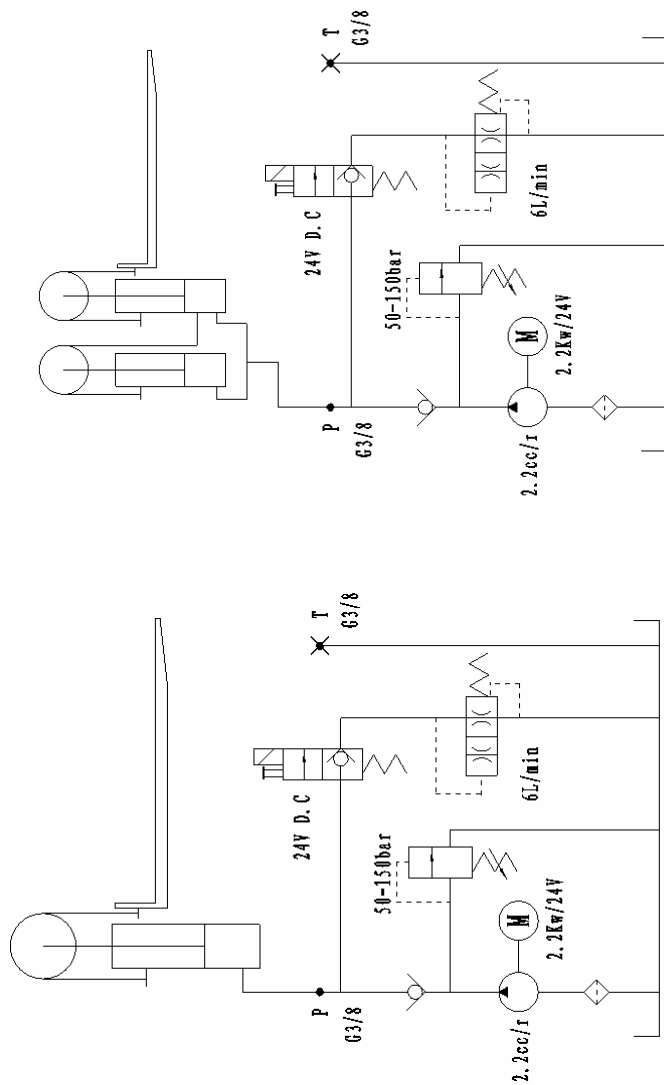 T
G3/8
24V D.C
6L/min
50-150bar
M
2.2Kw/24V
P
G3/8
2.2cc/r
T
G3/8
24V D.C
6L/min
50-150bar
M
2.2Kw/24V
P
G3/8
2.2cc/r